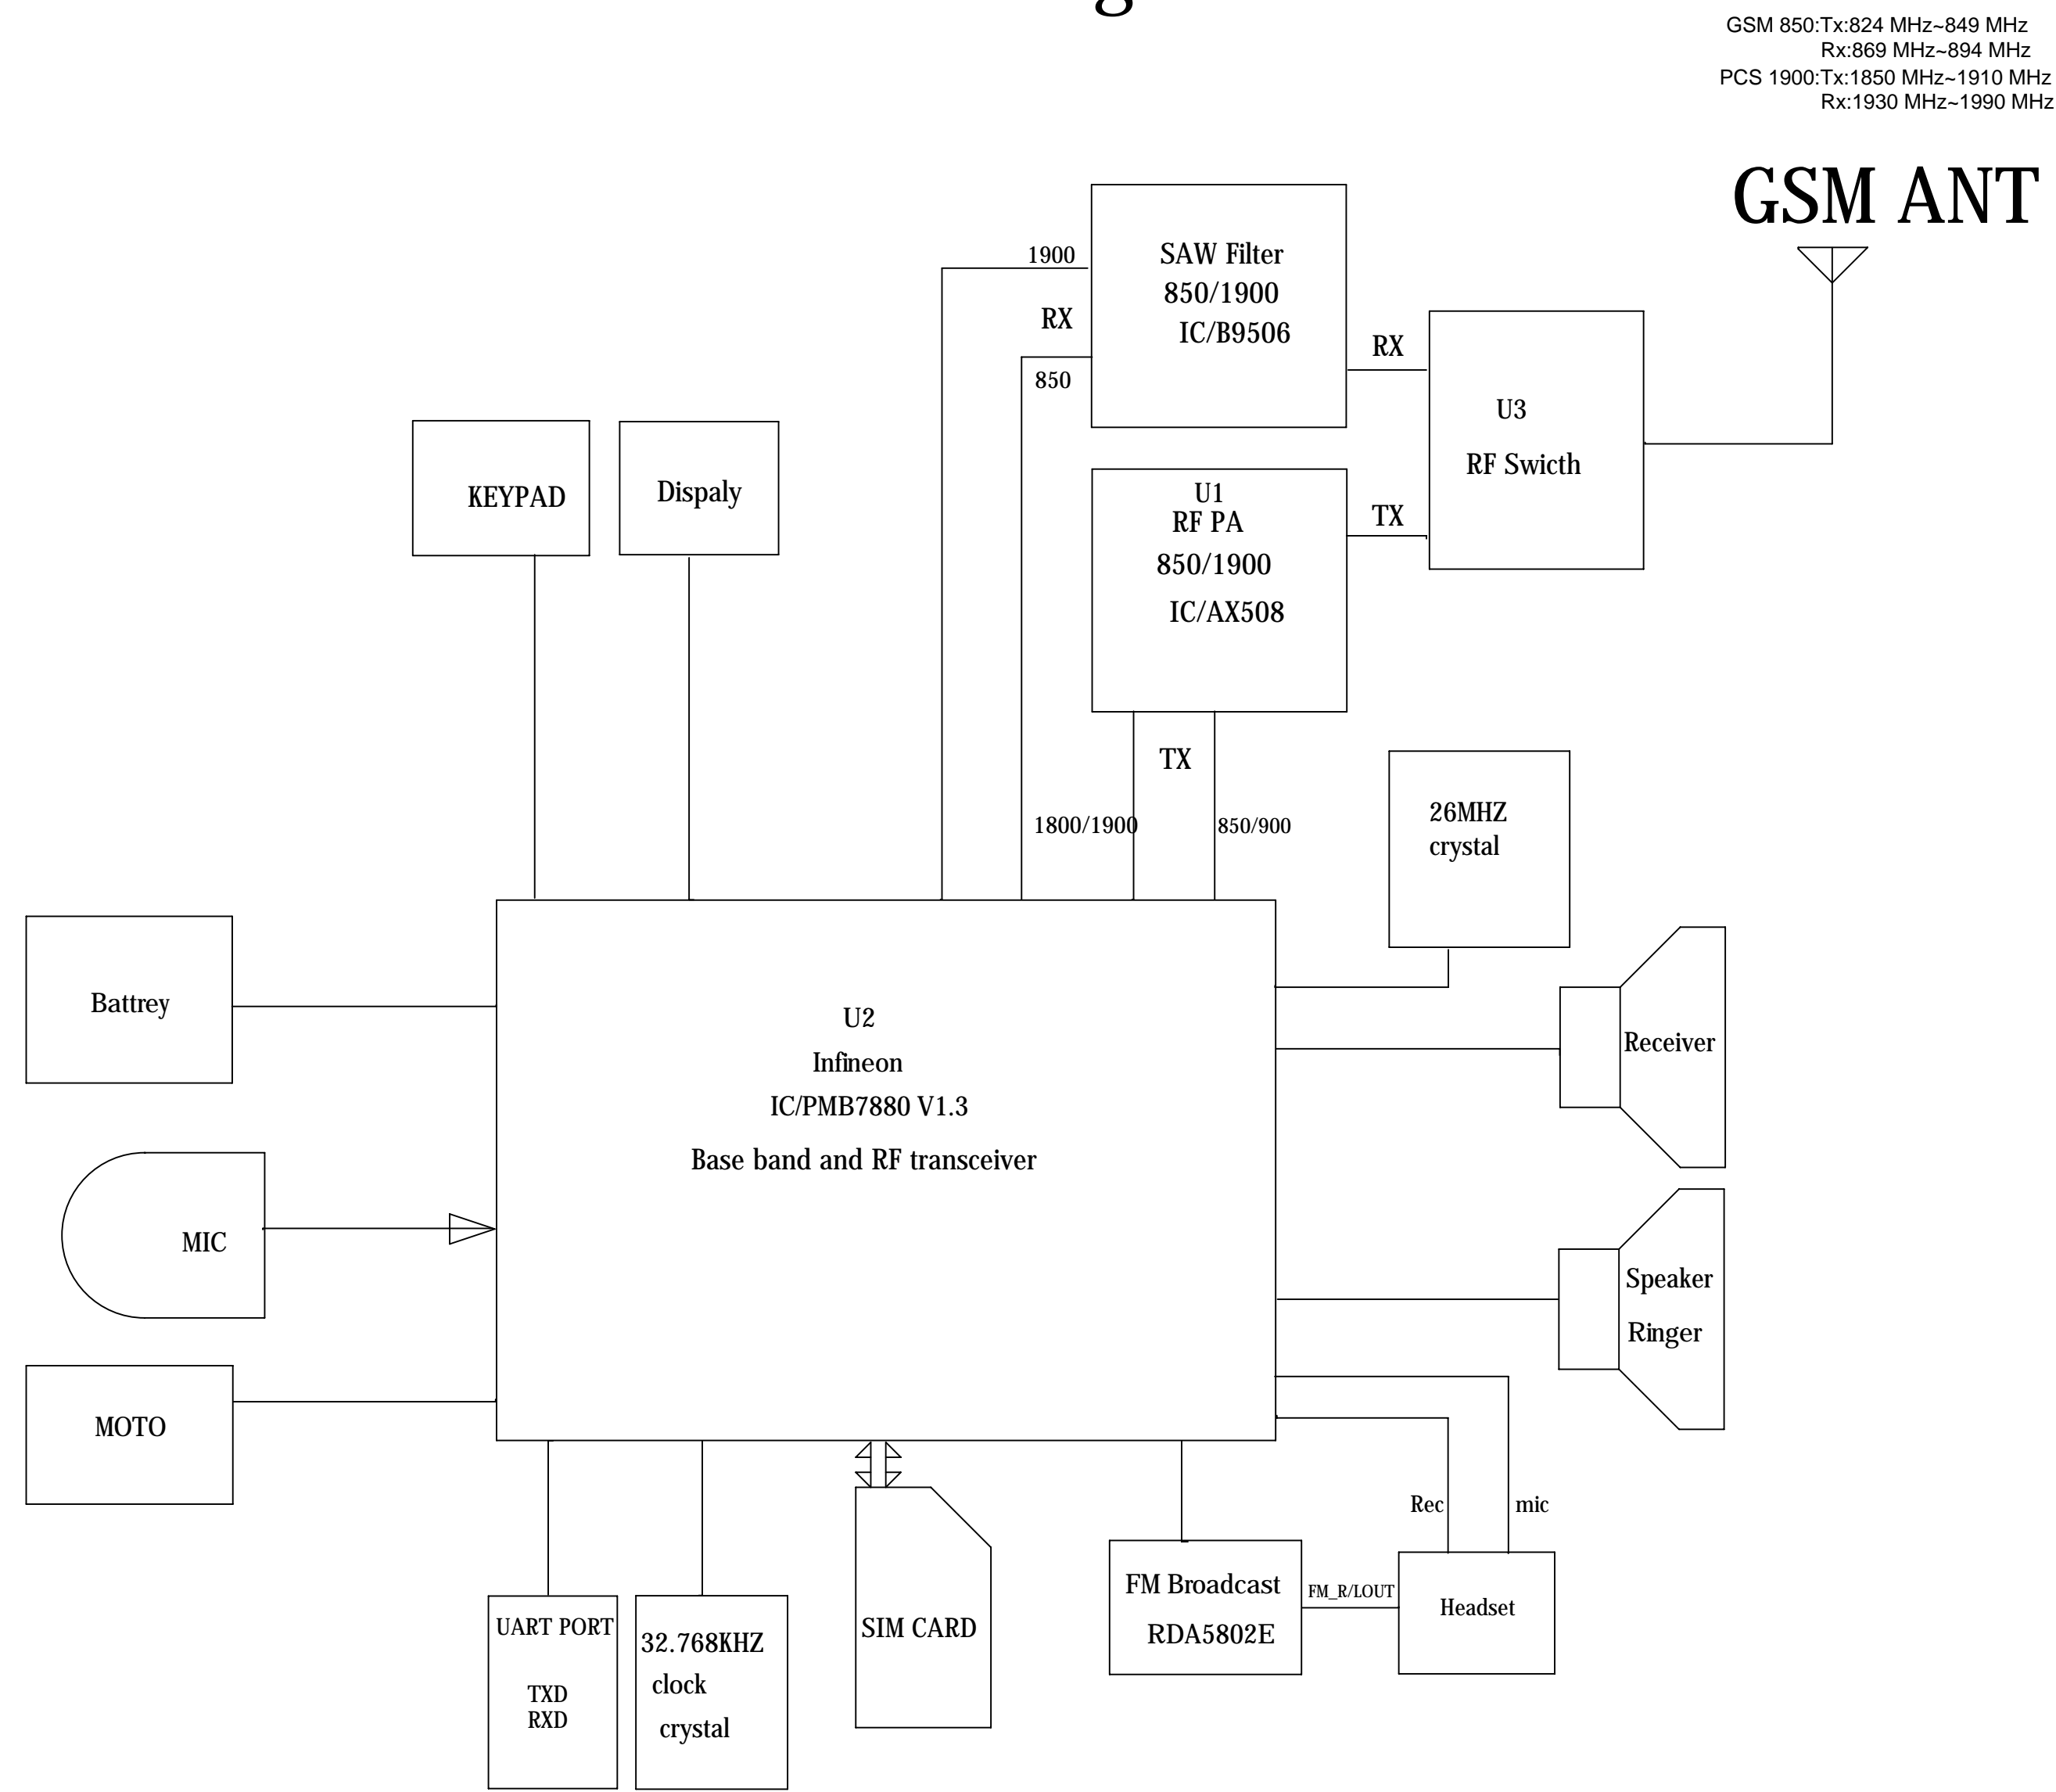 GSM 850:Tx:824 MHz~849 MHz
Rx:869 MHz~894 MHz
PCS 1900:Tx:1850 MHz~1910 MHz
Rx:1930 MHz~1990 MHz
GSM ANT
SAW Filter
850/1900
IC/B9506
1900
RX
850
RX
U3
RF Swicth
KEYPAD
Dispaly
U1
RF PA
850/1900
IC/AX508
TX
TX
1800/1900
850/900
26MHZ
crystal
Battrey
U2
Infineon
IC/PMB7880 V1.3
Base band and RF transceiver
Receiver
MIC
Speaker
Ringer
MOTO
Rec
mic
UART PORT
TXD
RXD
32.768KHZ
clock
crystal
SIM CARD
FM Broadcast
RDA5802E
FM_R/LOUT
Headset